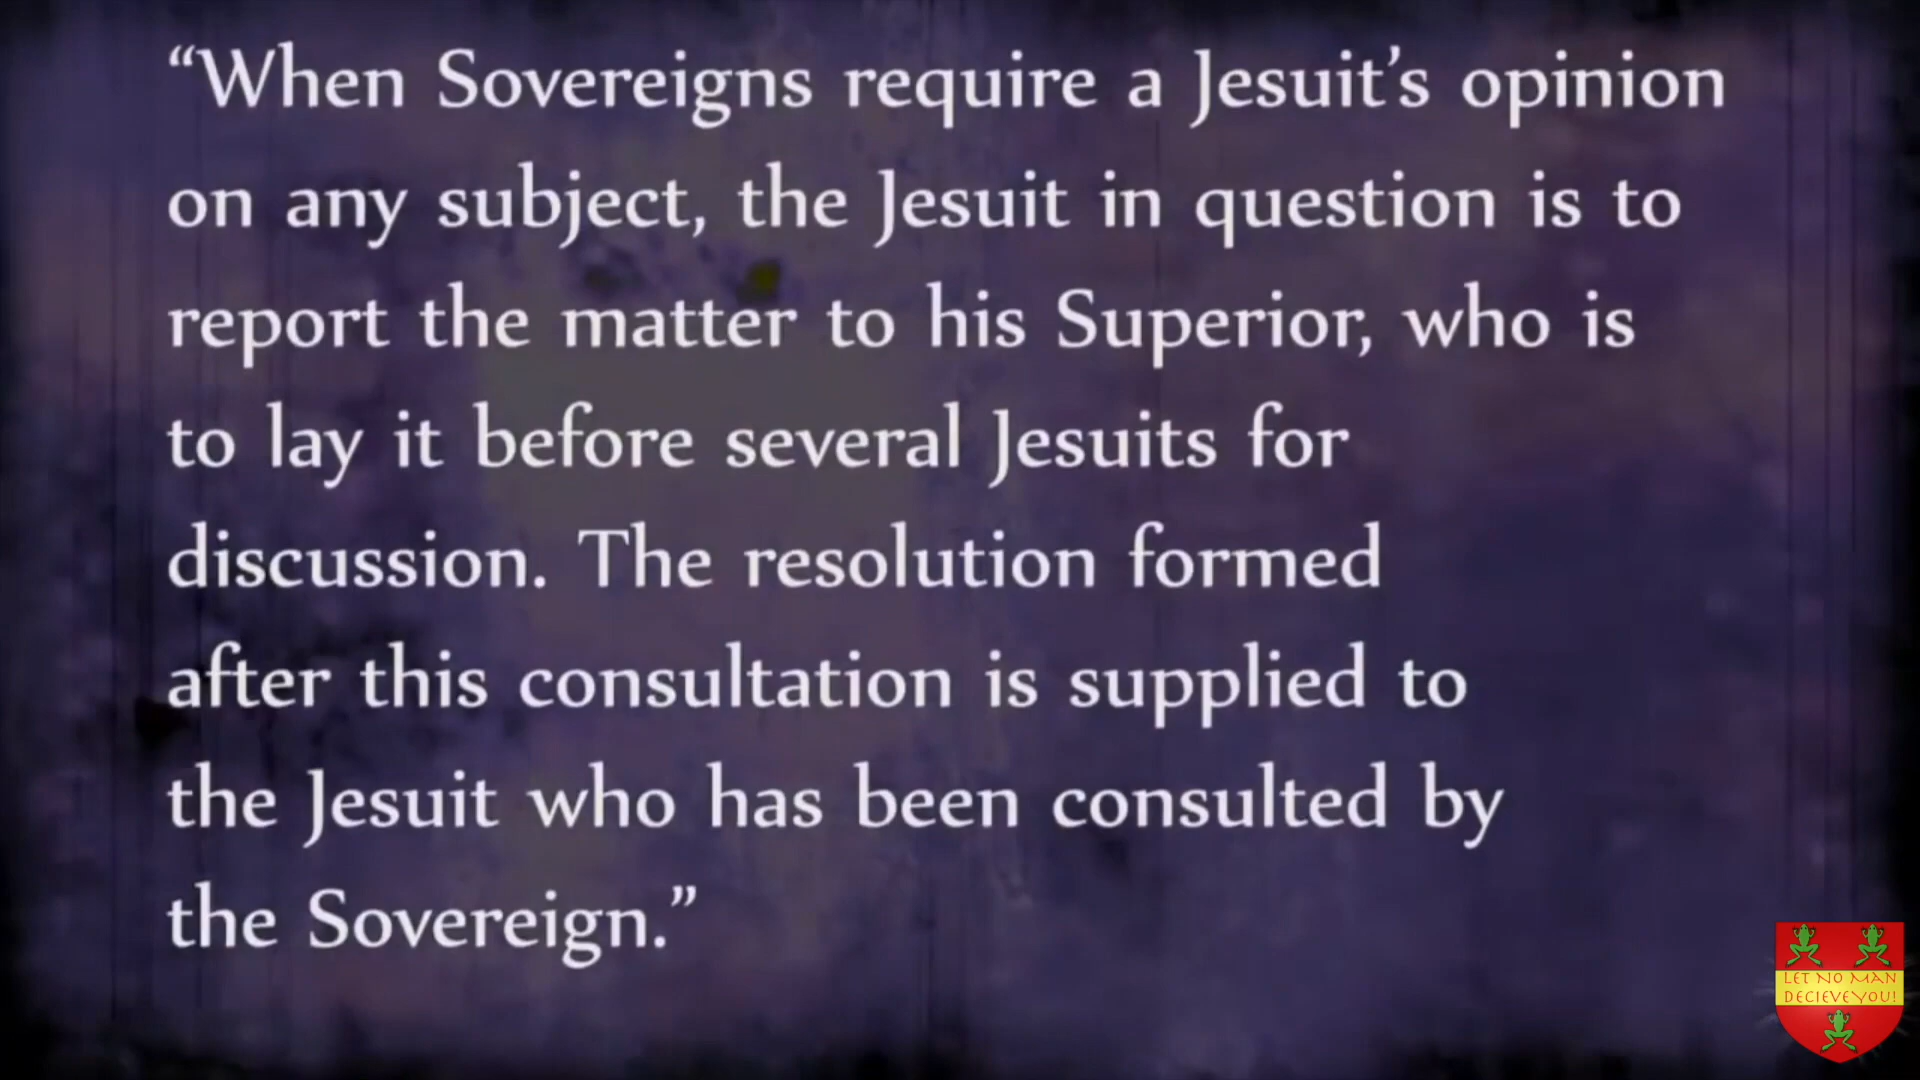 “When Sovereigns require a Jesuit’s opinion
on any subject, the Jesuit in question is to
report the matter to his Superior, who is
to lay it before several Jesuits for
discussion. The resolution formed
after this consultation is supplied to
the Jesuit who has been consulted by
the Sovereign.”
LET NO MAN
DECIEVE YOU!